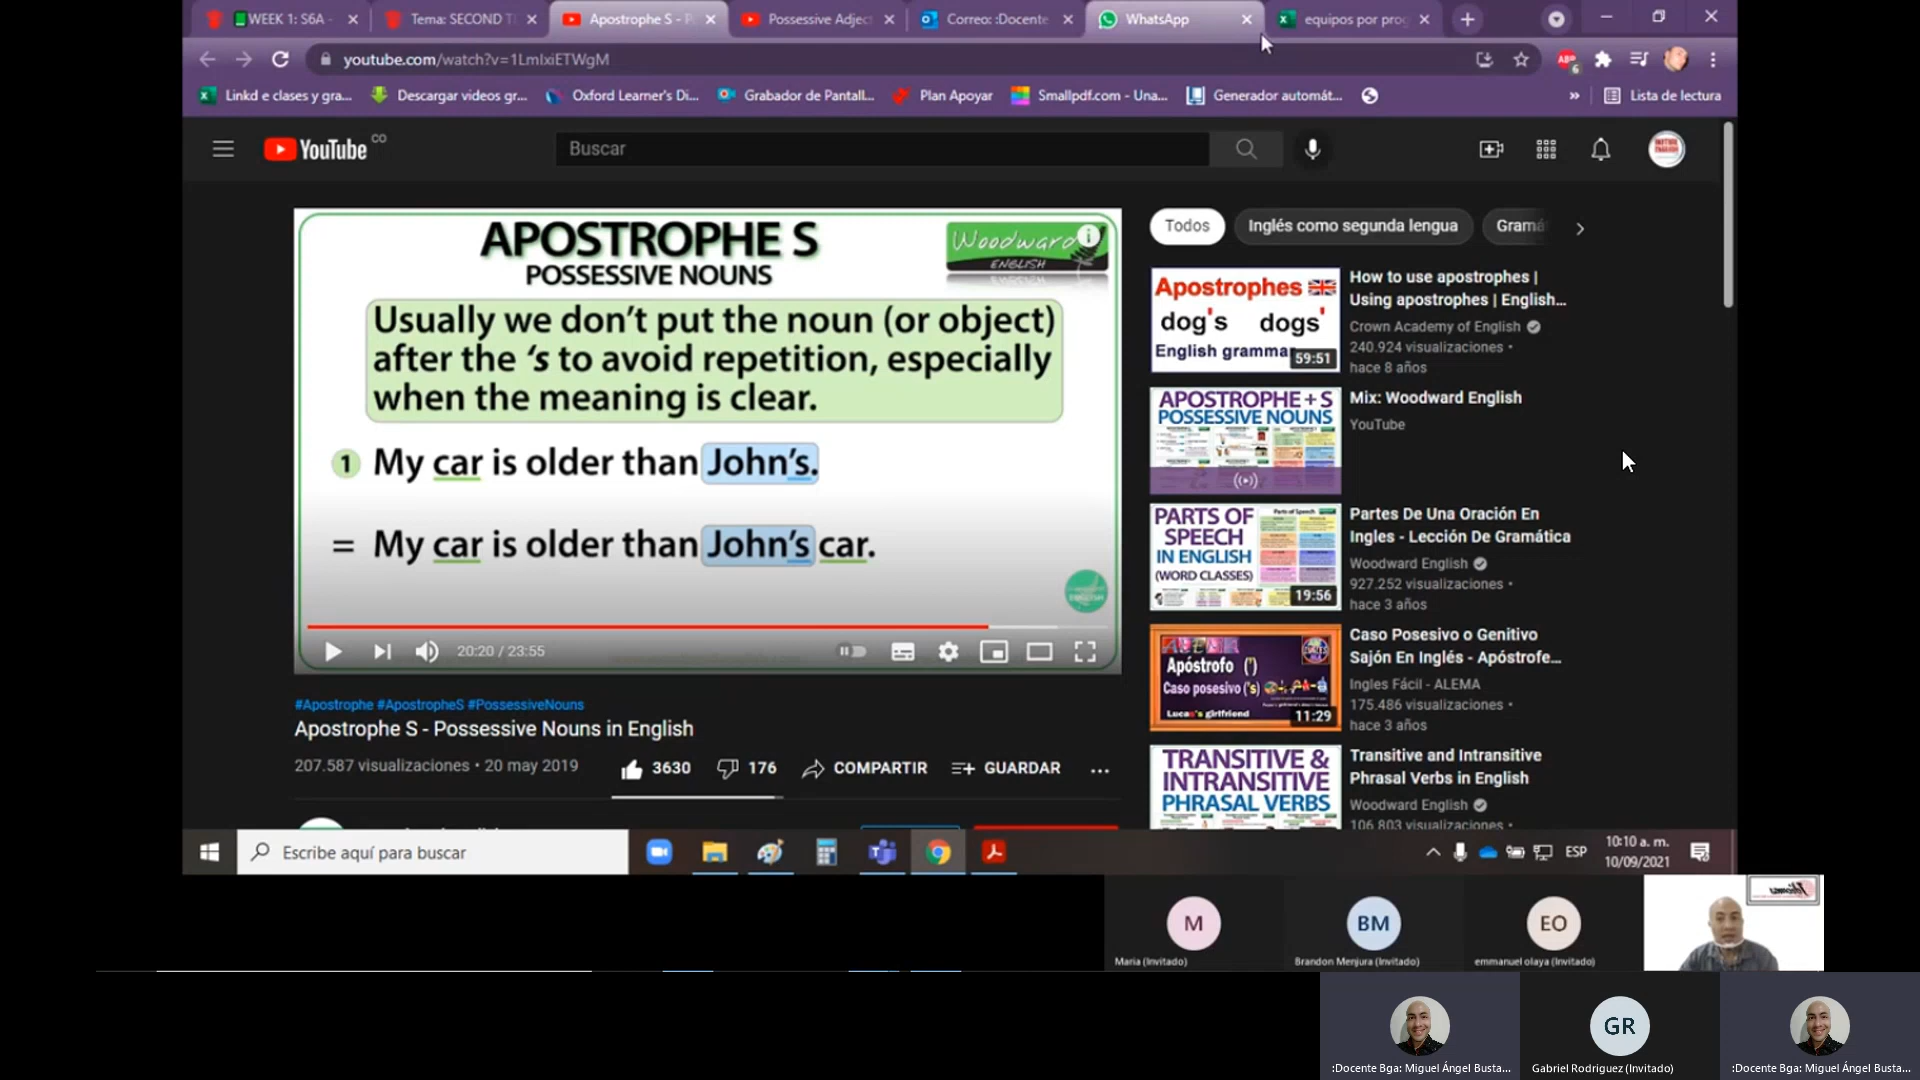 WEEK 1: S6A -
Tema: SECOND T
Apostrophe S - P
Possessive Adject
Correo: :Docente
WhatsApp
equipos por prog
youtube.com/watch?v=1LmIxiETWgM
ABP
6
Linkd e clases y gra...
Descargar videos gr...
Oxford Learner's Di...
Grabador de Pantall...
Plan Apoyar
Smallpdf.com - Una...
Generador automát...
»
Lista de lectura
YouTube CO
Buscar
APOSTROPHE S
POSSESSIVE NOUNS
Woodward
ENGLISH
Usually we don't put the noun (or object)
after the 's to avoid repetition, especially
when the meaning is clear.
1 My car is older than John's.
= My car is older than John's car.
20:20 / 23:55
#Apostrophe #ApostropheS #PossessiveNouns
Apostrophe S - Possessive Nouns in English
207.587 visualizaciones • 20 may 2019
3630
176
COMPARTIR
GUARDAR
...
Todos
Inglés como segunda lengua
Gramá
Apostrophes
dog's dogs'
English gramma
59:51
How to use apostrophes |
Using apostrophes | English...
Crown Academy of English
240.924 visualizaciones •
hace 8 años
APOSTROPHE + S
POSSESSIVE NOUNS
Mix: Woodward English
YouTube
PARTS OF
SPEECH
IN ENGLISH
(WORD CLASSES)
19:56
Partes De Una Oración En
Ingles - Lección De Gramática
Woodward English
927.252 visualizaciones •
hace 3 años
Apóstrofo (')
Caso posesivo ('s)
Lucas's girlfriend
11:29
Caso Posesivo o Genitivo
Sajón En Inglés - Apóstrofe...
Ingles Fácil - ALEMA
175.486 visualizaciones •
hace 3 años
TRANSITIVE &
INTRANSITIVE
PHRASAL VERBS
Transitive and Intransitive
Phrasal Verbs in English
Woodward English
106.803 visualizaciones •
Escribe aquí para buscar
ESP
10:10 a. m.
10/09/2021
M
Maria (Invitado)
BM
Brandon Menjura (Invitado)
EO
emmanuel olaya (Invitado)
:Docente Bga: Miguel Ángel Busta...
GR
Gabriel Rodriguez (Invitado)
:Docente Bga: Miguel Ángel Busta...